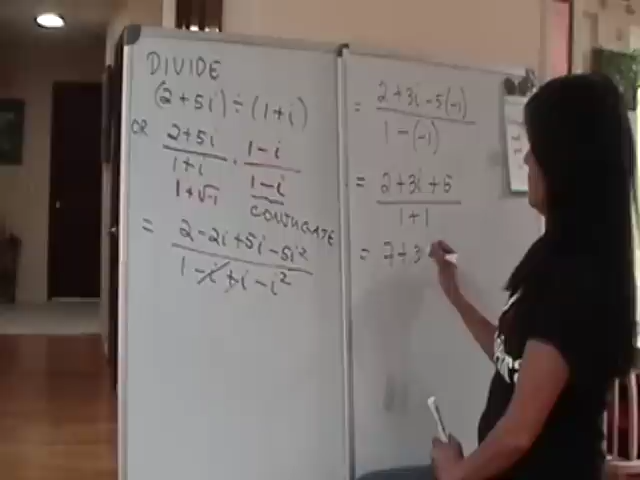 DIVIDE
(2+5i) ÷ (1+i)
OR 2+5i / 1+i · 1-i / 1-i
1+√-1
CONJUGATE
= 2-2i+5i-5i² / 1-i+i-i²
= 2+3i-5(-1) / 1-(-1)
= 2+3i+5 / 1+1
= 7+3